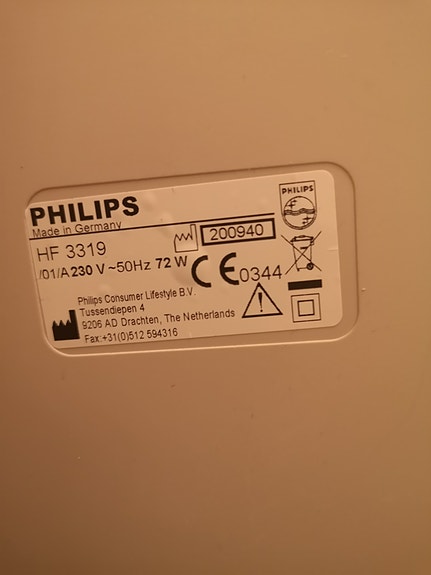 PHILIPS
Made in Germany
PHILIPS
HF 3319
200940
/01/A 230 V ~50Hz 72 W
CE0344
Philips Consumer Lifestyle B.V.
Tussendiepen 4
9206 AD Drachten, The Netherlands
Fax:+31(0)512 594316